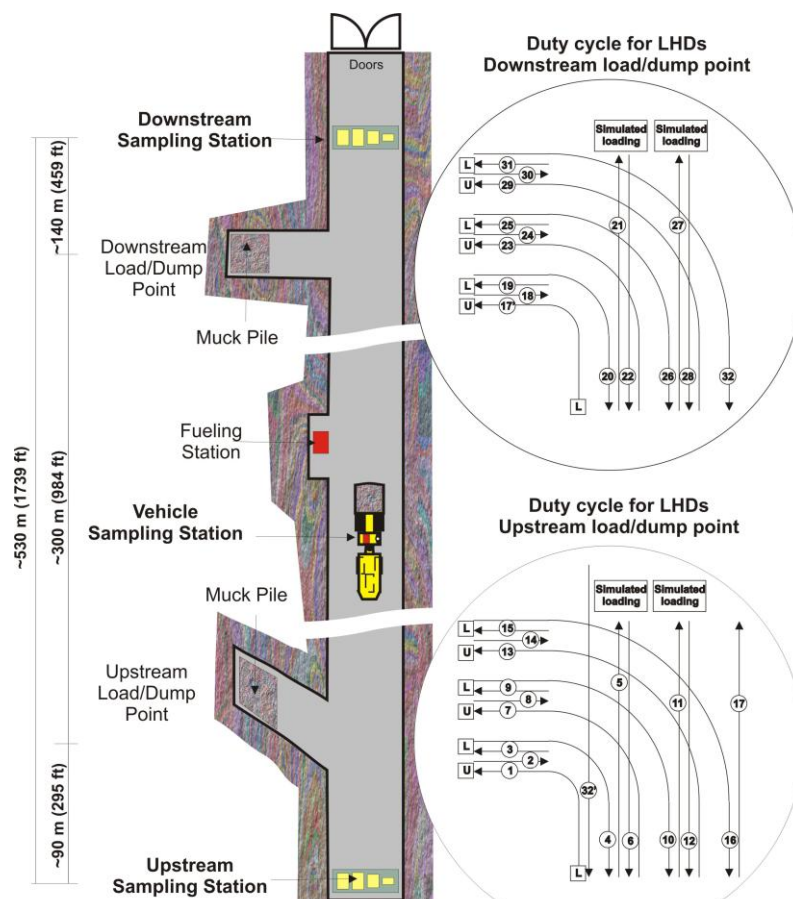 Doors
Downstream
Sampling Station
Downstream
Load/Dump
Point
Muck Pile
Fueling
Station
Vehicle
Sampling Station
Muck Pile
Upstream
Load/Dump
Point
Upstream
Sampling Station
~530 m (1739 ft)
~140 m (459 ft)
~300 m (984 ft)
~90 m (295 ft)
Duty cycle for LHDs
Downstream load/dump point
Simulated
loading
Simulated
loading
L
31
30
U
29
L
25
24
U
23
L
19
18
U
17'
21
27
20
22
26
28
32
L
Duty cycle for LHDs
Upstream load/dump point
Simulated
loading
Simulated
loading
L
15
14
U
13
L
9
8
U
7
L
3
2
U
1
5
11
17
32'
4
6
10
12
16
L